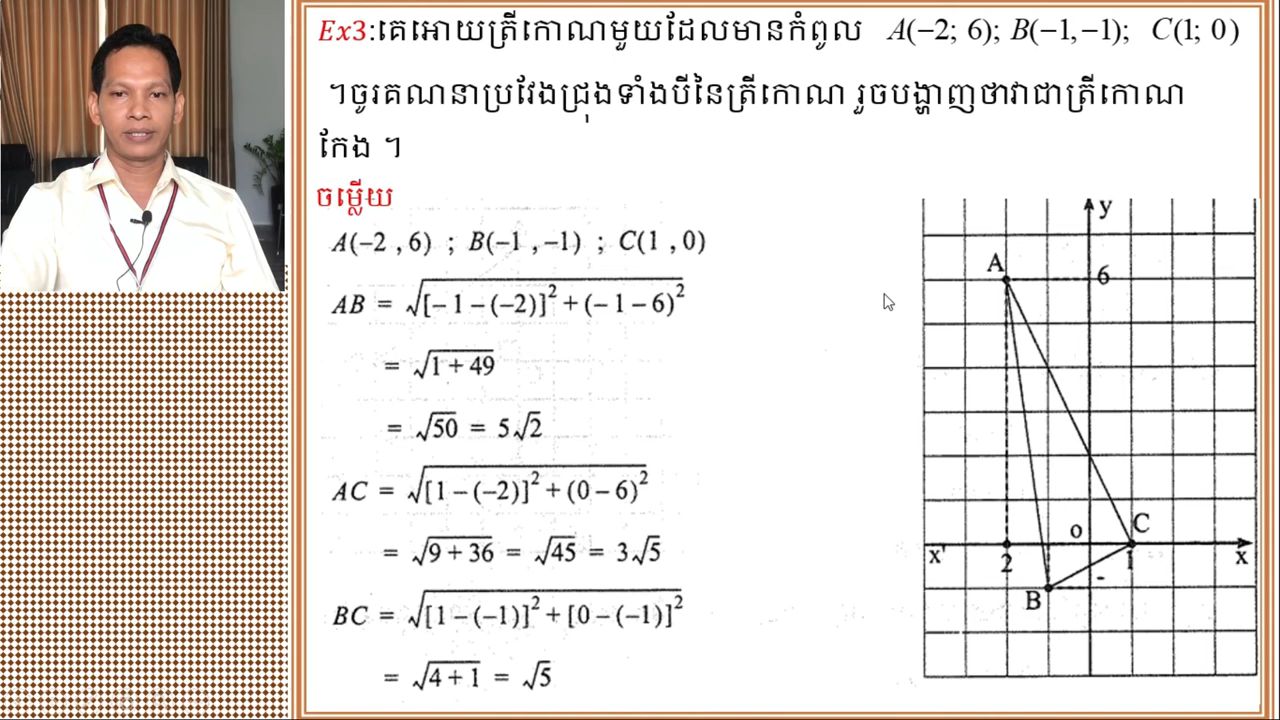 Ex3:គេអោយត្រីកោណមួយដែលមានកំពូល A(−2; 6); B(−1,−1); C(1; 0)
។ចូរគណនាប្រវែងជ្រុងទាំងបីនៃត្រីកោណ រួចបង្ហាញថាវាជាត្រីកោណ
កែង ។
ចម្លើយ
A(−2 , 6) ; B(−1 , −1) ; C(1 , 0)
AB = √([−1−(−2)]² + (−1−6)²)
= √(1 + 49)
= √50 = 5√2
AC = √([1−(−2)]² + (0−6)²)
= √(9 + 36) = √45 = 3√5
BC = √([1−(−1)]² + [0−(−1)]²)
= √(4 + 1) = √5
y
A
6
o
C
x'
2
1
x
B
-